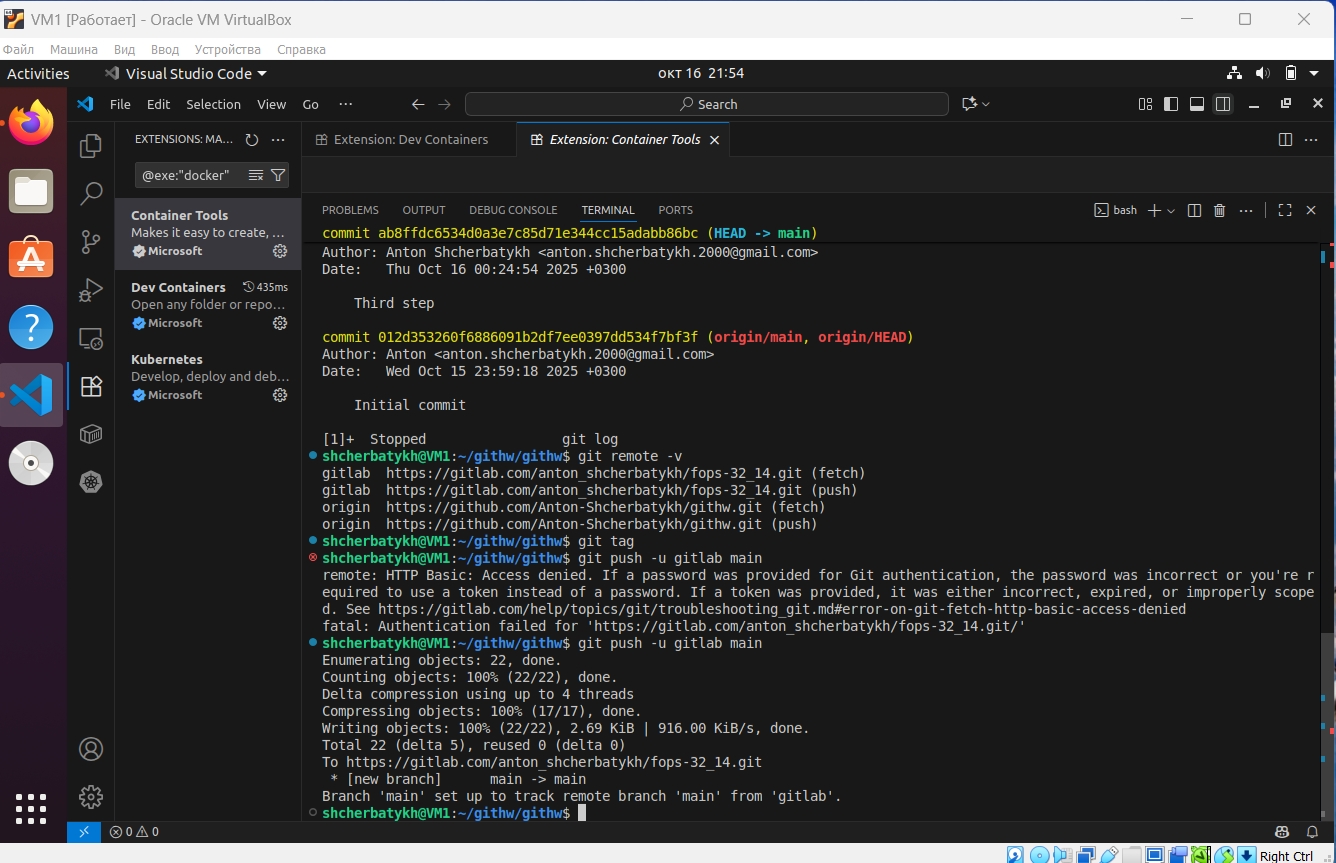 VM1 [Работает] - Oracle VM VirtualBox
Файл Машина Вид Ввод Устройства Справка
Activities Visual Studio Code окт 16 21:54
File Edit Selection View Go ··· Search
EXTENSIONS: MA... ···
Extension: Dev Containers Extension: Container Tools
@exe:"docker"
Container Tools
Makes it easy to create, ...
Microsoft
Dev Containers 435ms
Open any folder or repo...
Microsoft
Kubernetes
Develop, deploy and deb...
Microsoft
PROBLEMS OUTPUT DEBUG CONSOLE TERMINAL PORTS bash
commit ab8ffdc6534d0a3e7c85d71e344cc15adabb86bc (HEAD -> main)
Author: Anton Shcherbatykh <anton.shcherbatykh.2000@gmail.com>
Date:   Thu Oct 16 00:24:54 2025 +0300
Third step
commit 012d353260f6886091b2df7ee0397dd534f7bf3f (origin/main, origin/HEAD)
Author: Anton <anton.shcherbatykh.2000@gmail.com>
Date:   Wed Oct 15 23:59:18 2025 +0300
Initial commit
[1]+  Stopped                 git log
shcherbatykh@VM1:~/githw/githw$ git remote -v
gitlab  https://gitlab.com/anton_shcherbatykh/fops-32_14.git (fetch)
gitlab  https://gitlab.com/anton_shcherbatykh/fops-32_14.git (push)
origin  https://github.com/Anton-Shcherbatykh/githw.git (fetch)
origin  https://github.com/Anton-Shcherbatykh/githw.git (push)
shcherbatykh@VM1:~/githw/githw$ git tag
shcherbatykh@VM1:~/githw/githw$ git push -u gitlab main
remote: HTTP Basic: Access denied. If a password was provided for Git authentication, the password was incorrect or you're r
equired to use a token instead of a password. If a token was provided, it was either incorrect, expired, or improperly scope
d. See https://gitlab.com/help/topics/git/troubleshooting_git.md#error-on-git-fetch-http-basic-access-denied
fatal: Authentication failed for 'https://gitlab.com/anton_shcherbatykh/fops-32_14.git/'
shcherbatykh@VM1:~/githw/githw$ git push -u gitlab main
Enumerating objects: 22, done.
Counting objects: 100% (22/22), done.
Delta compression using up to 4 threads
Compressing objects: 100% (17/17), done.
Writing objects: 100% (22/22), 2.69 KiB | 916.00 KiB/s, done.
Total 22 (delta 5), reused 0 (delta 0)
To https://gitlab.com/anton_shcherbatykh/fops-32_14.git
* [new branch]      main -> main
Branch 'main' set up to track remote branch 'main' from 'gitlab'.
shcherbatykh@VM1:~/githw/githw$
0 0
Right Ctrl